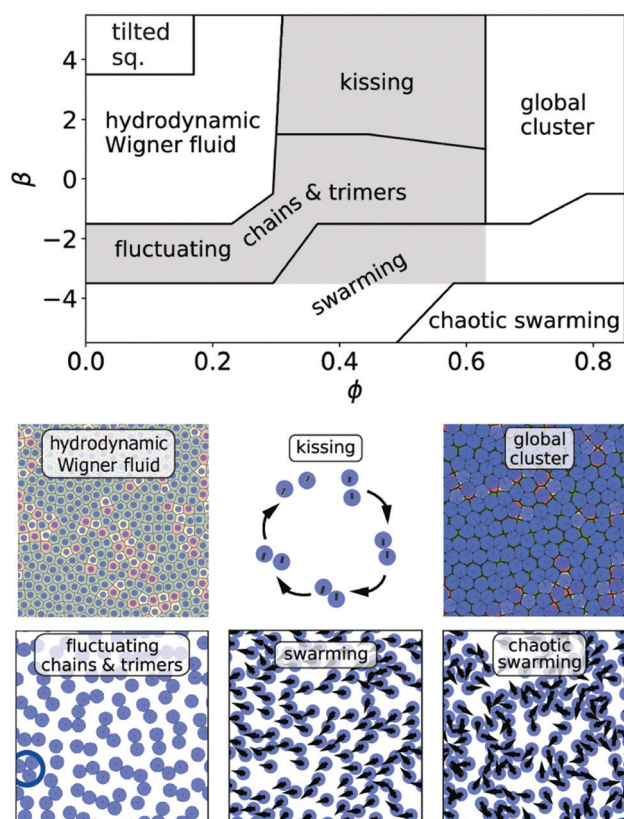 tilted
sq.
kissing
hydrodynamic
Wigner fluid
global
cluster
chains & trimers
fluctuating
swarming
chaotic swarming
4
2
0
−2
−4
β
0.0
0.2
0.4
0.6
0.8
ϕ
hydrodynamic
Wigner fluid
kissing
global
cluster
fluctuating
chains & trimers
swarming
chaotic
swarming